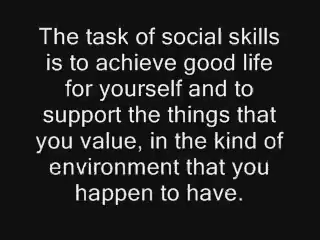 The task of social skills
is to achieve good life
for yourself and to
support the things that
you value, in the kind of
environment that you
happen to have.